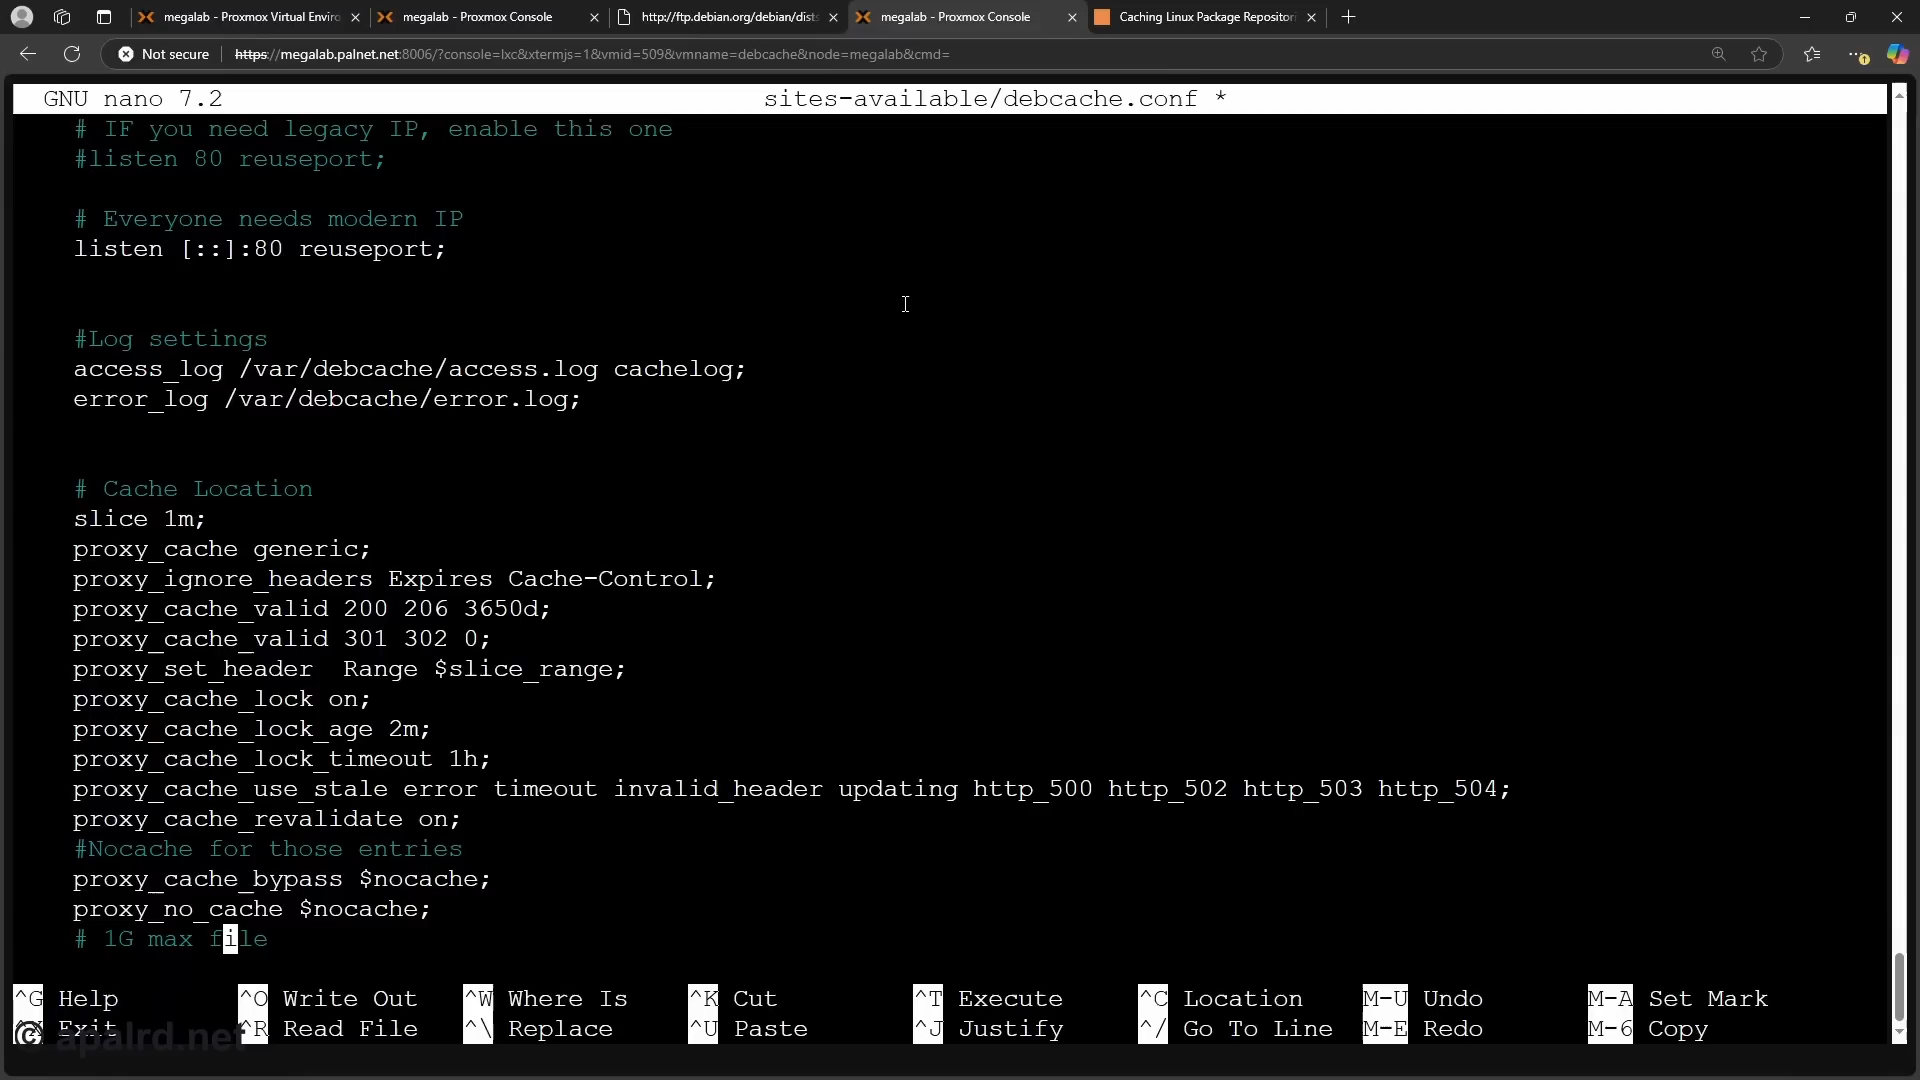 megalab - Proxmox Virtual Enviro
megalab - Proxmox Console
http://ftp.debian.org/debian/dists
megalab - Proxmox Console
Caching Linux Package Repositori
Not secure
https://megalab.palnet.net:8006/?console=lxc&xtermjs=1&vmid=509&vmname=debcache&node=megalab&cmd=
GNU nano 7.2 sites-available/debcache.conf *
# IF you need legacy IP, enable this one
#listen 80 reuseport;
# Everyone needs modern IP
listen [::]:80 reuseport;
#Log settings
access_log /var/debcache/access.log cachelog;
error_log /var/debcache/error.log;
# Cache Location
slice 1m;
proxy_cache generic;
proxy_ignore_headers Expires Cache-Control;
proxy_cache_valid 200 206 3650d;
proxy_cache_valid 301 302 0;
proxy_set_header  Range $slice_range;
proxy_cache_lock on;
proxy_cache_lock_age 2m;
proxy_cache_lock_timeout 1h;
proxy_cache_use_stale error timeout invalid_header updating http_500 http_502 http_503 http_504;
proxy_cache_revalidate on;
#Nocache for those entries
proxy_cache_bypass $nocache;
proxy_no_cache $nocache;
# 1G max file
^G Help ^O Write Out ^W Where Is ^K Cut ^T Execute ^C Location M-U Undo M-A Set Mark
Exit ^R Read File ^\ Replace ^U Paste ^J Justify ^/ Go To Line M-E Redo M-6 Copy
© apalrd.net